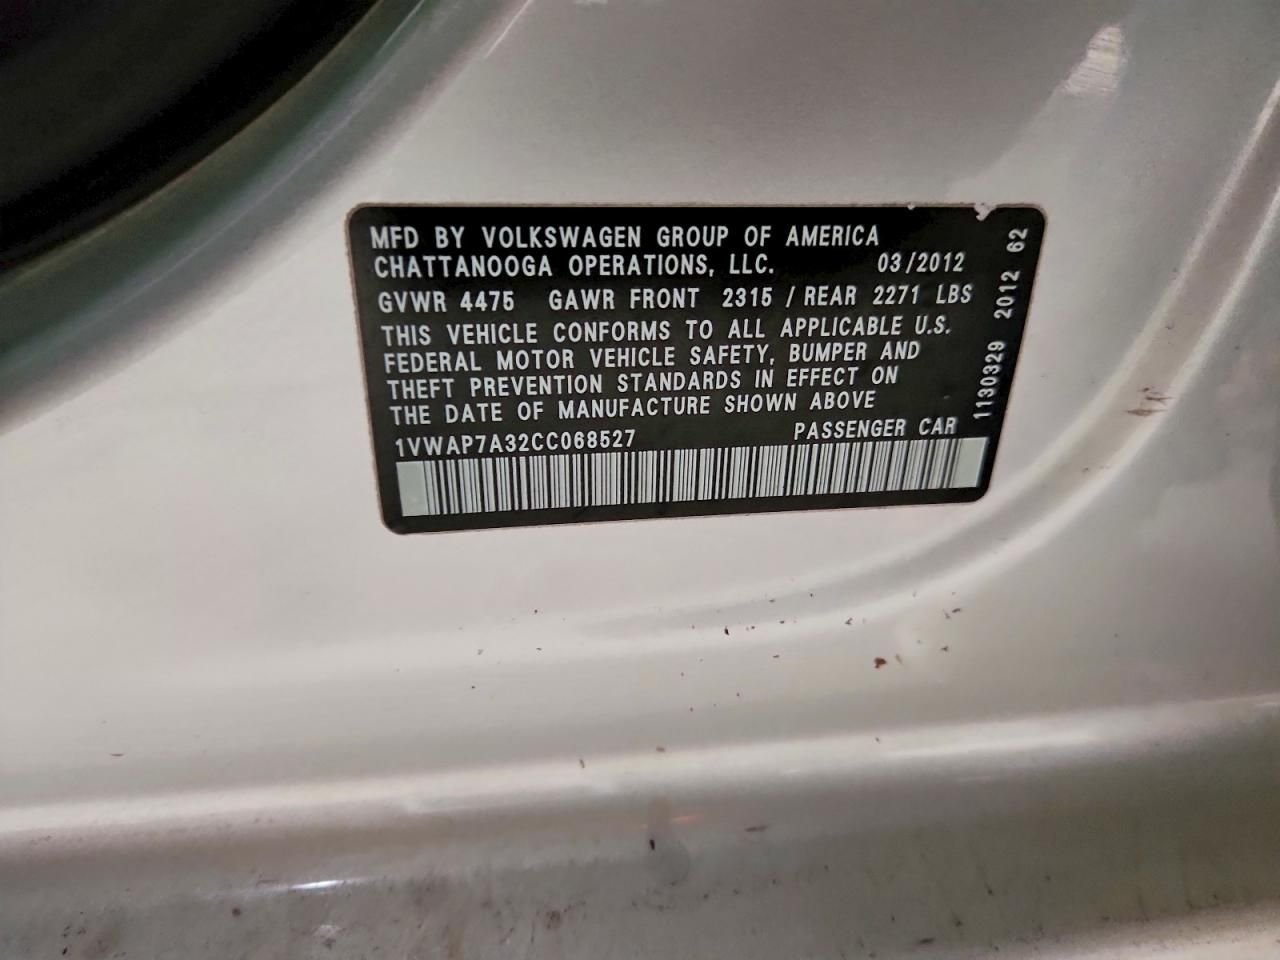 MFD BY VOLKSWAGEN GROUP OF AMERICA
CHATTANOOGA OPERATIONS, LLC. 03/2012
GVWR 4475 GAWR FRONT 2315 / REAR 2271 LBS
THIS VEHICLE CONFORMS TO ALL APPLICABLE U.S.
FEDERAL MOTOR VEHICLE SAFETY, BUMPER AND
THEFT PREVENTION STANDARDS IN EFFECT ON
THE DATE OF MANUFACTURE SHOWN ABOVE
1VWAP7A32CC068527 PASSENGER CAR
1130329 2012 62